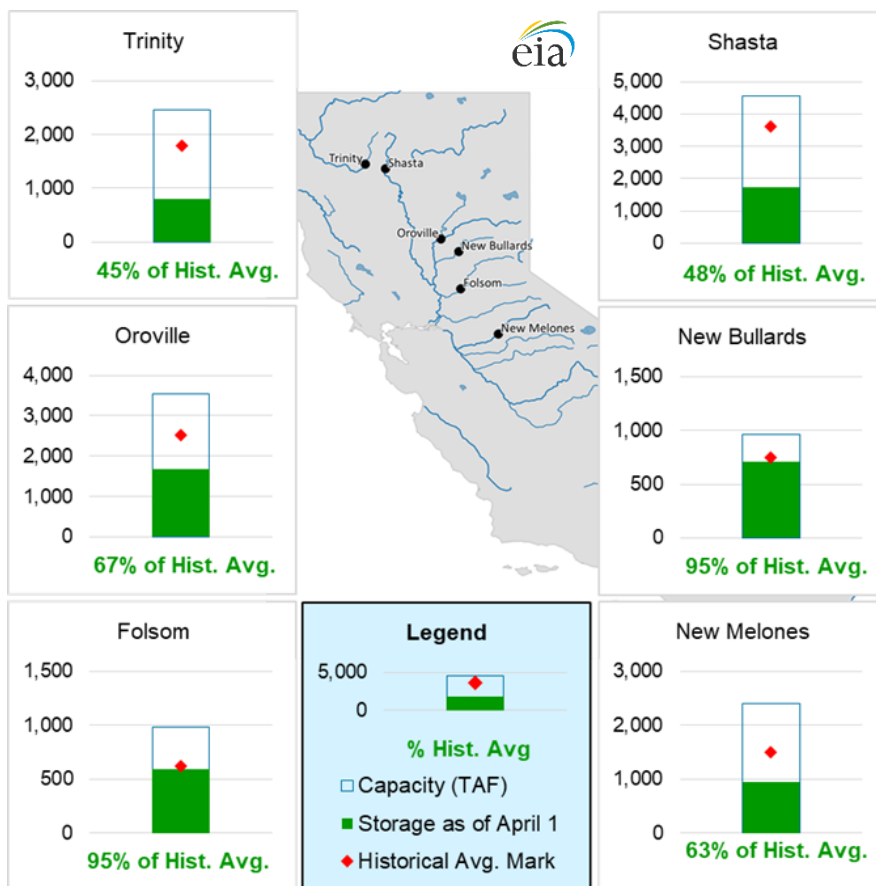 eia
Trinity
3,000
2,000
1,000
0
45% of Hist. Avg.
Shasta
5,000
4,000
3,000
2,000
1,000
0
48% of Hist. Avg.
Trinity
Shasta
Oroville
New Bullards
Folsom
New Melones
Oroville
4,000
3,000
2,000
1,000
0
67% of Hist. Avg.
New Bullards
1,500
1,000
500
0
95% of Hist. Avg.
Folsom
1,500
1,000
500
0
95% of Hist. Avg.
Legend
5,000
0
% Hist. Avg
Capacity (TAF)
Storage as of April 1
Historical Avg. Mark
New Melones
3,000
2,000
1,000
0
63% of Hist. Avg.